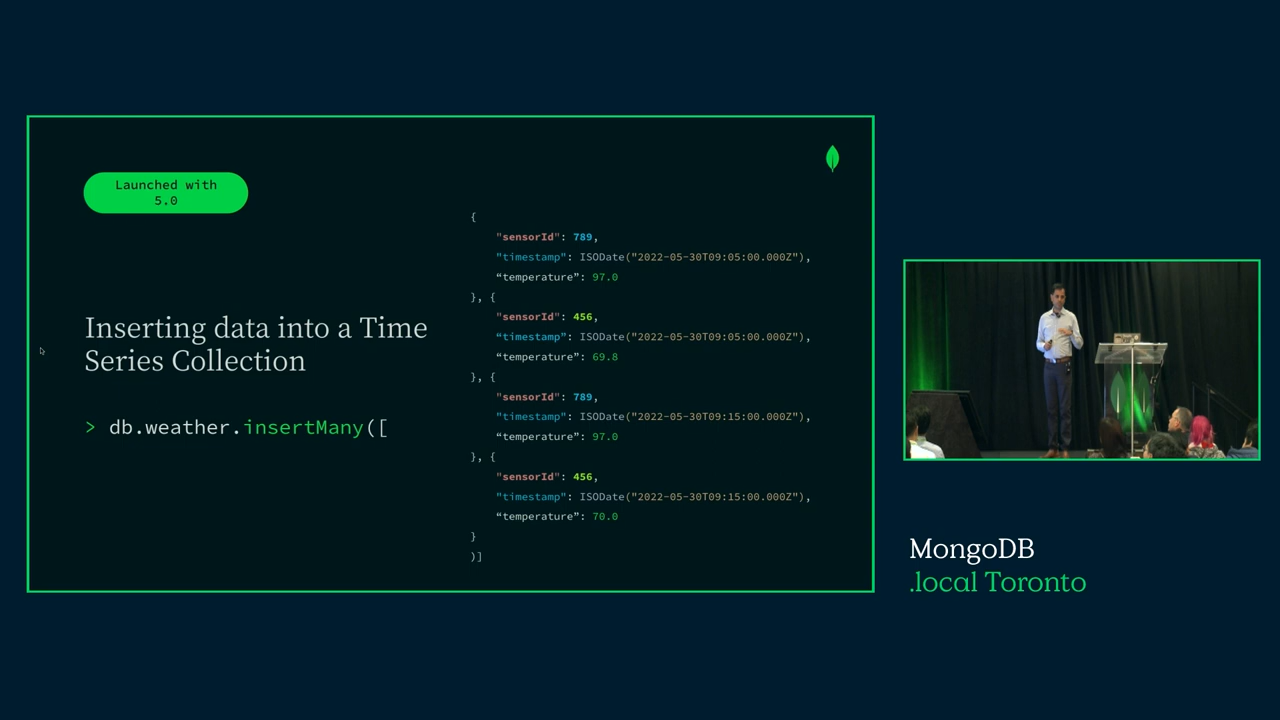 Launched with
5.0
Inserting data into a Time
Series Collection
> db.weather.insertMany([
{
"sensorId": 789,
"timestamp": ISODate("2022-05-30T09:05:00.000Z"),
“temperature”: 97.0
}, {
"sensorId": 456,
“timestamp": ISODate("2022-05-30T09:05:00.000Z"),
“temperature”: 69.8
}, {
"sensorId": 789,
"timestamp": ISODate("2022-05-30T09:15:00.000Z"),
“temperature”: 97.0
}, {
"sensorId": 456,
"timestamp": ISODate("2022-05-30T09:15:00.000Z"),
“temperature”: 70.0
}
)]
MongoDB
.local Toronto